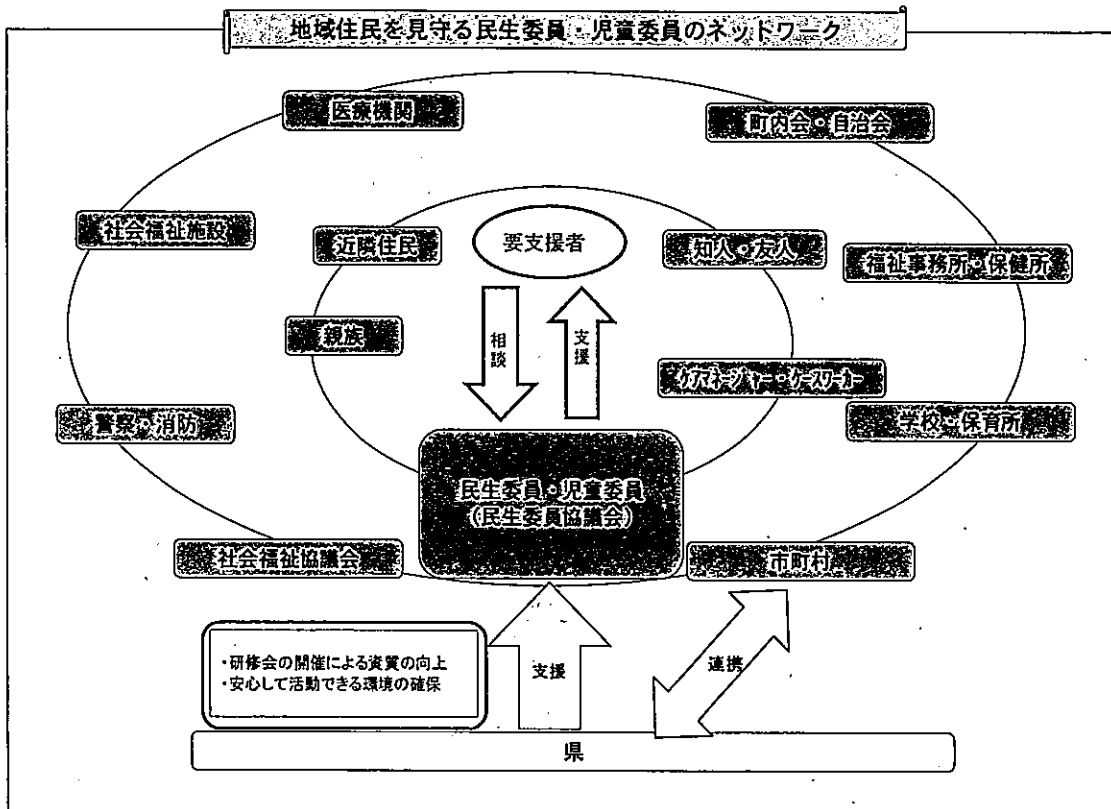 地域住民を見守る民生委員・児童委員のネットワーク
医療機関
町内会・自治会
社会福祉施設
近隣住民
要支援者
知人・友人
福祉事務所・保健所
親族
相談
支援
ケアマネージャー・ケースワーカー
警察・消防
学校・保育所
民生委員・児童委員
(民生委員協議会)
社会福祉協議会
市町村
・研修会の開催による資質の向上
・安心して活動できる環境の確保
支援
連携
県